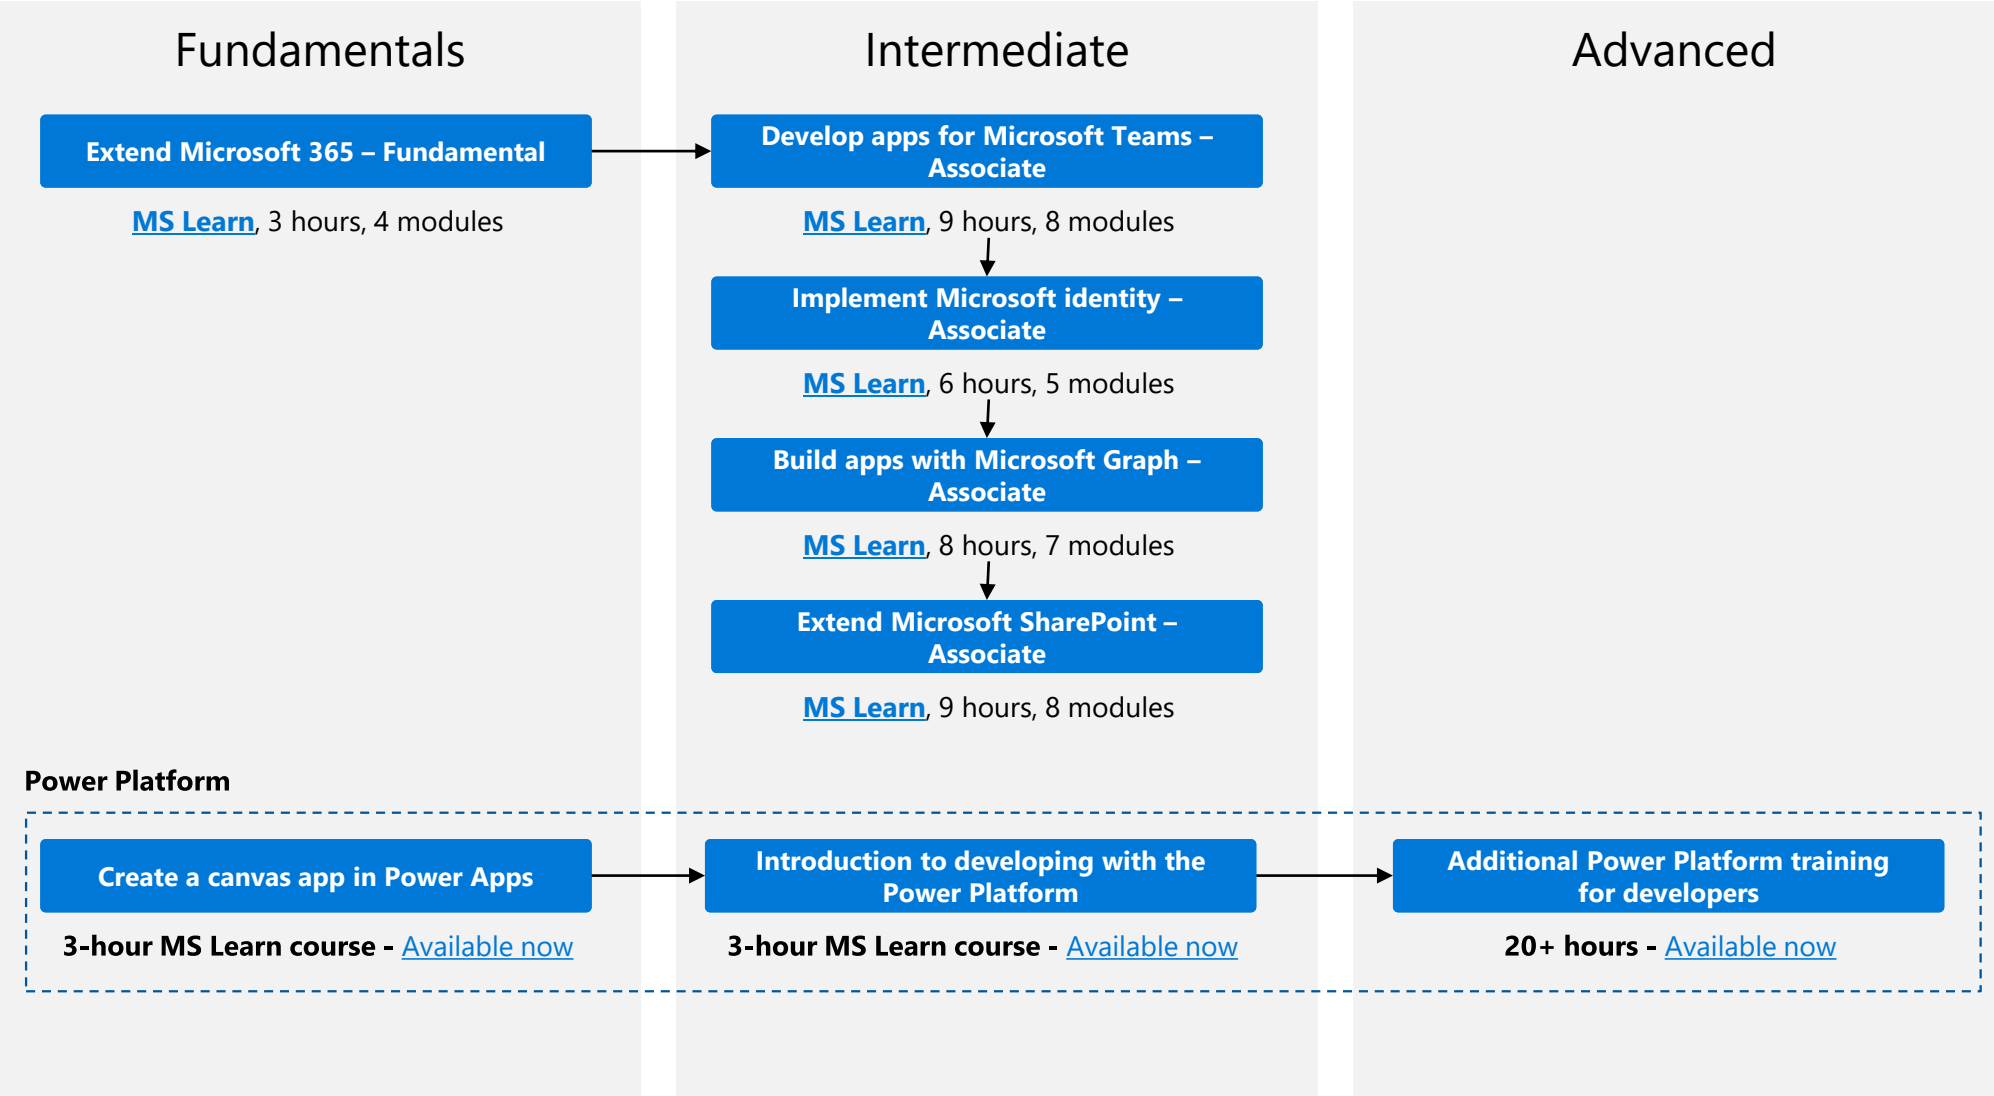 Fundamentals
Intermediate
Advanced
Extend Microsoft 365 – Fundamental
MS Learn, 3 hours, 4 modules
Develop apps for Microsoft Teams –
Associate
MS Learn, 9 hours, 8 modules
Implement Microsoft identity –
Associate
MS Learn, 6 hours, 5 modules
Build apps with Microsoft Graph –
Associate
MS Learn, 8 hours, 7 modules
Extend Microsoft SharePoint –
Associate
MS Learn, 9 hours, 8 modules
Power Platform
Create a canvas app in Power Apps
3-hour MS Learn course - Available now
Introduction to developing with the
Power Platform
3-hour MS Learn course - Available now
Additional Power Platform training
for developers
20+ hours - Available now